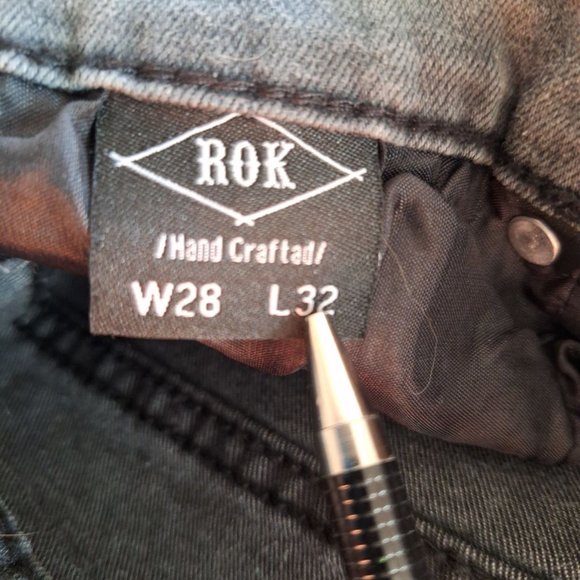 ROK
/Hand Craftad/
W28 L32